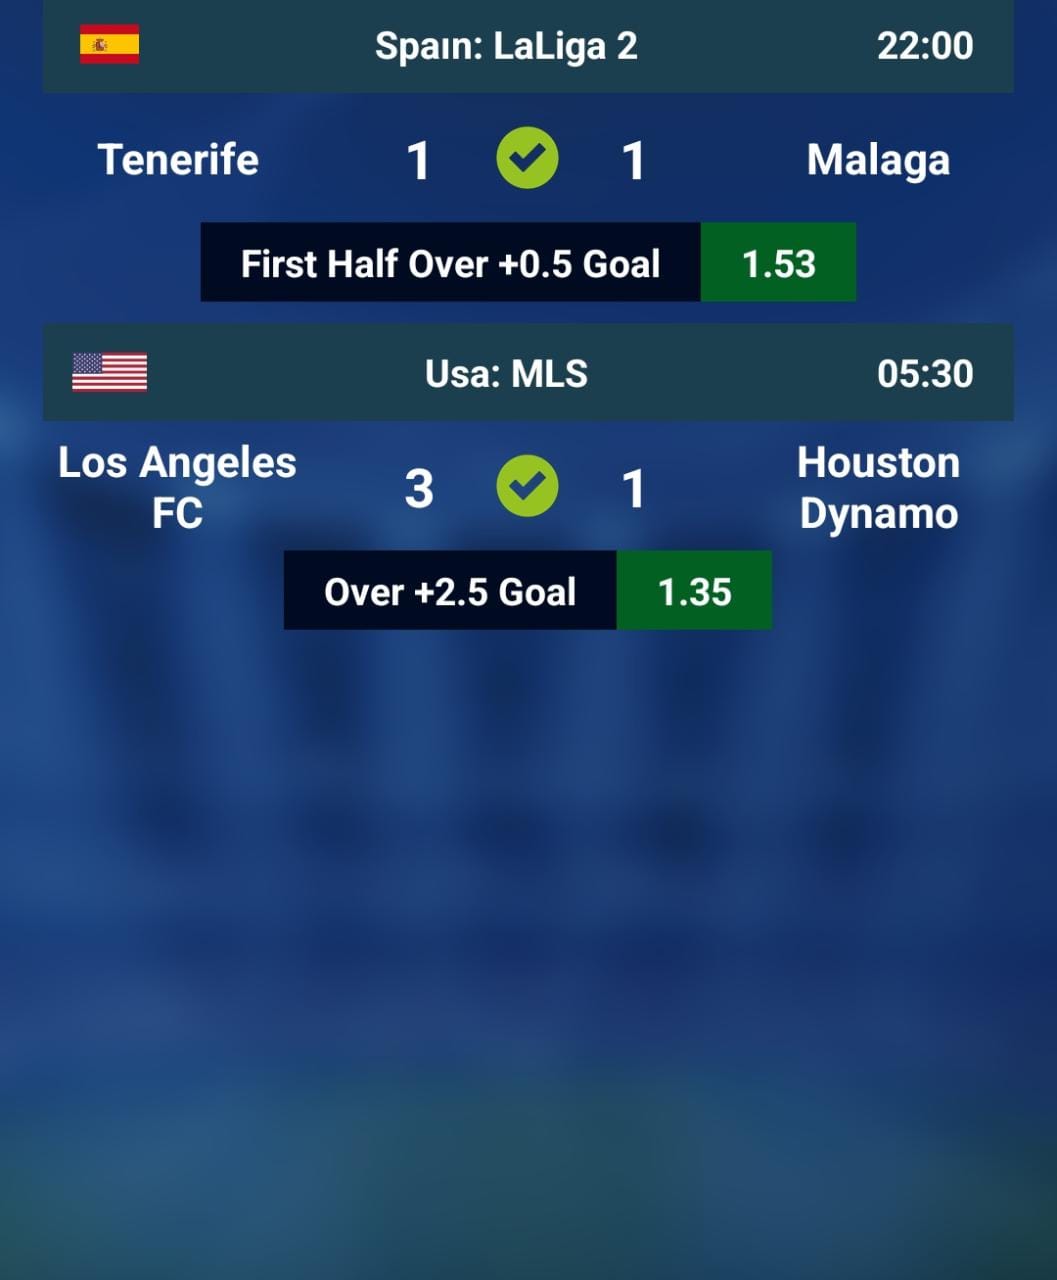 Spaın: LaLiga 2 22:00
Tenerife 1 1 Malaga
First Half Over +0.5 Goal 1.53
Usa: MLS 05:30
Los Angeles FC 3 1 Houston Dynamo
Over +2.5 Goal 1.35